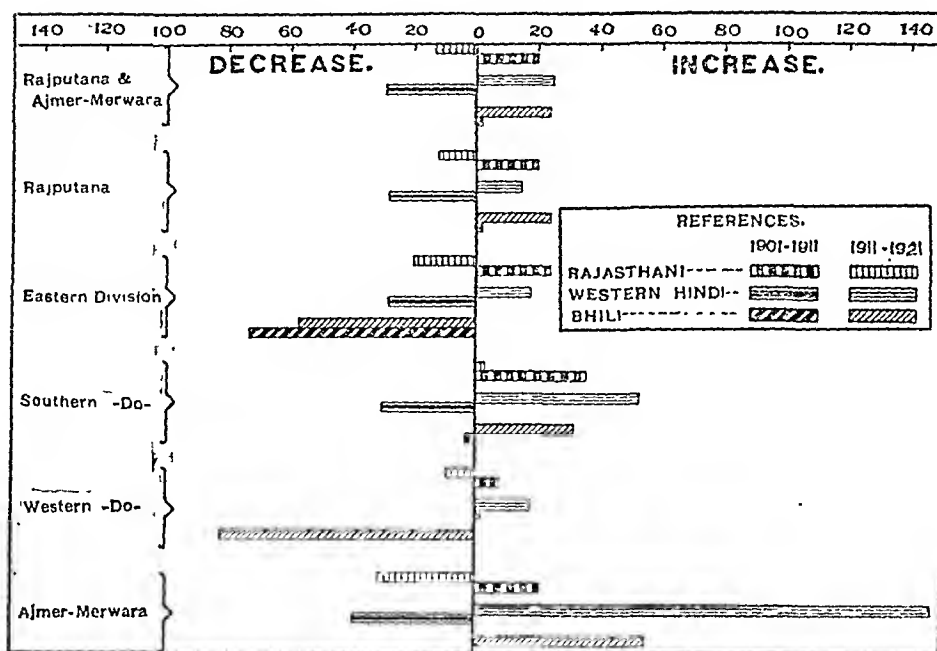 140 120 100 80 60 40 20 0 20 40 60 80 100 120 140
DECREASE. INCREASE.
Rajputana &
Ajmer-Merwara
Rajputana
REFERENCES.
1901-1911 1911-1921
RAJASTHANI
WESTERN HINDI
BHILI
Eastern Division
Southern -Do-
Western -Do-
Ajmer-Merwara